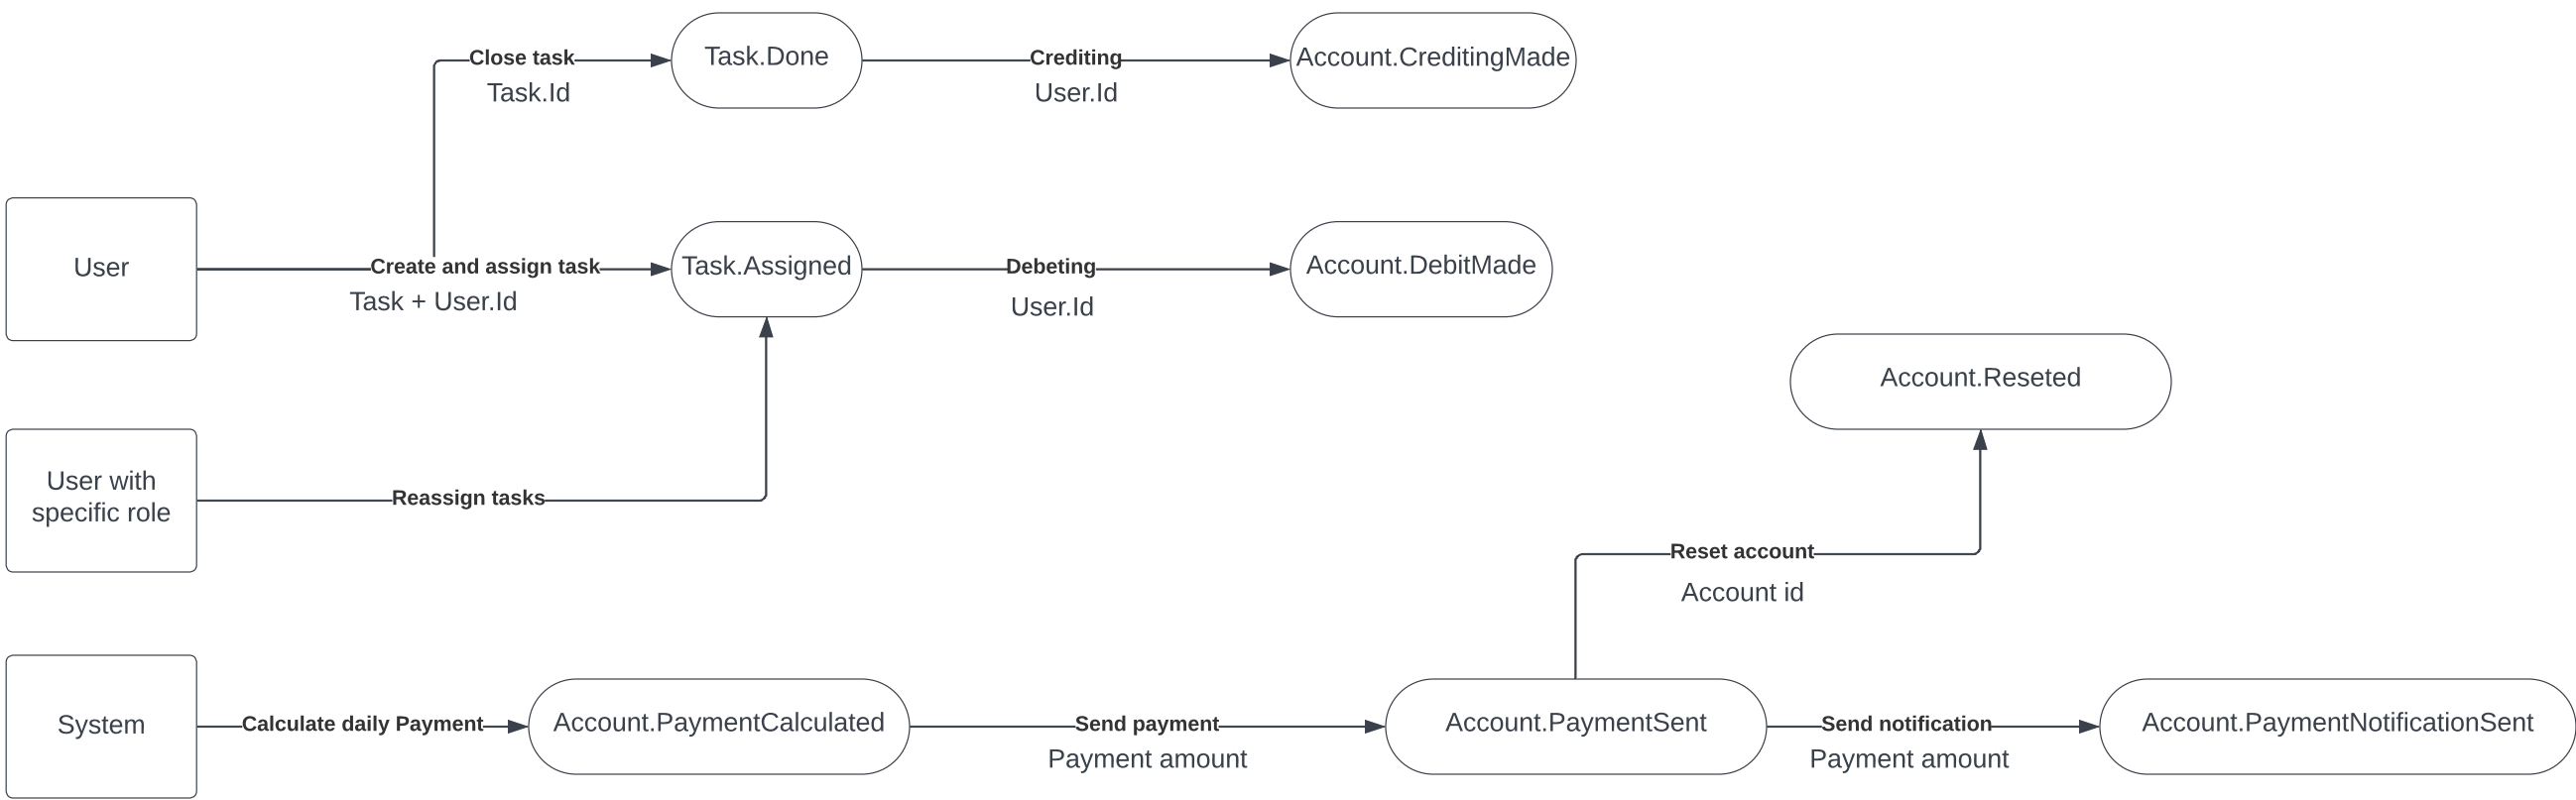 Close task
Task.Id
Task.Done
Crediting
User.Id
Account.CreditingMade
User
Create and assign task
Task + User.Id
Task.Assigned
Debeting
User.Id
Account.DebitMade
Account.Reseted
User with
specific role
Reassign tasks
Reset account
Account id
System
Calculate daily Payment
Account.PaymentCalculated
Send payment
Payment amount
Account.PaymentSent
Send notification
Payment amount
Account.PaymentNotificationSent